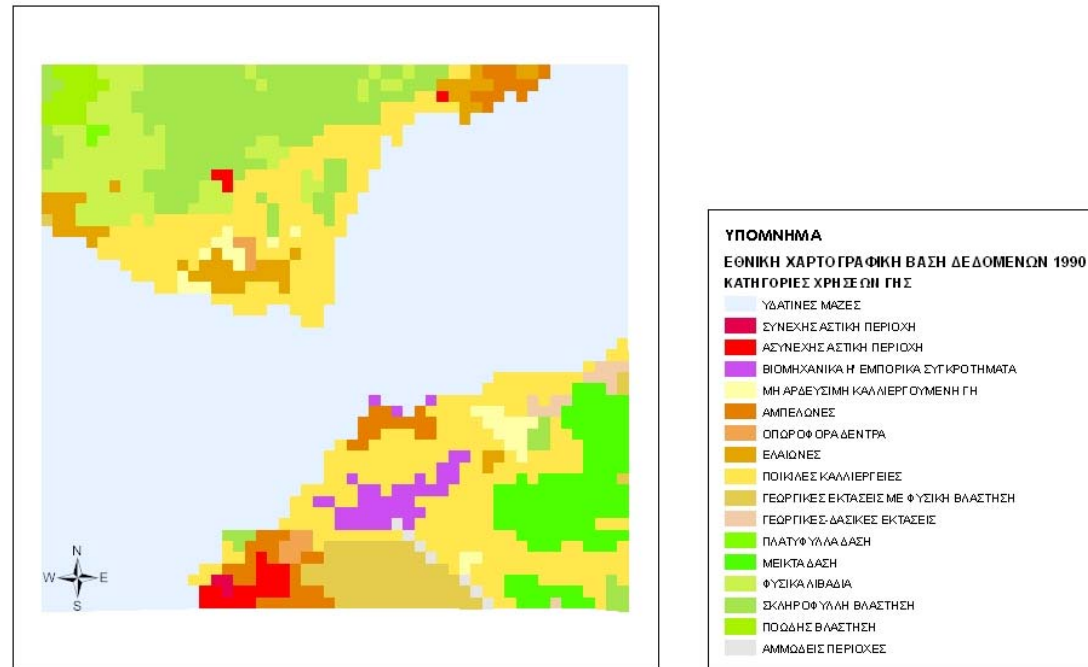 ΥΠΟΜΝΗΜΑ
ΕΘΝΙΚΗ ΧΑΡΤΟΓΡΑΦΙΚΗ ΒΑΣΗ ΔΕΔΟΜΕΝΩΝ 1990
ΚΑΤΗΓΟΡΙΕΣ ΧΡΗΣΕΩΝ ΓΗΣ
ΥΔΑΤΙΝΕΣ ΜΑΖΕΣ
ΣΥΝΕΧΗΣ ΑΣΤΙΚΗ ΠΕΡΙΟΧΗ
ΑΣΥΝΕΧΗΣ ΑΣΤΙΚΗ ΠΕΡΙΟΧΗ
ΒΙΟΜΗΧΑΝΙΚΑ Η' ΕΜΠΟΡΙΚΑ ΣΥΓΚΡΟΤΗΜΑΤΑ
ΜΗ ΑΡΔΕΥΣΙΜΗ ΚΑΛΛΙΕΡΓΟΥΜΕΝΗ ΓΗ
ΑΜΠΕΛΩΝΕΣ
ΟΠΩΡΟΦΟΡΑ ΔΕΝΤΡΑ
ΕΛΑΙΩΝΕΣ
ΠΟΙΚΙΛΕΣ ΚΑΛΛΙΕΡΓΕΙΕΣ
ΓΕΩΡΓΙΚΕΣ ΕΚΤΑΣΕΙΣ ΜΕ ΦΥΣΙΚΗ ΒΛΑΣΤΗΣΗ
ΓΕΩΡΓΙΚΕΣ-ΔΑΣΙΚΕΣ ΕΚΤΑΣΕΙΣ
ΠΛΑΤΥΦΥΛΛΑ ΔΑΣΗ
ΜΕΙΚΤΑ ΔΑΣΗ
ΦΥΣΙΚΑ ΛΙΒΑΔΙΑ
ΣΚΛΗΡΟΦΥΛΛΗ ΒΛΑΣΤΗΣΗ
ΠΟΩΔΗΣ ΒΛΑΣΤΗΣΗ
ΑΜΜΩΔΕΙΣ ΠΕΡΙΟΧΕΣ
N
W E
S